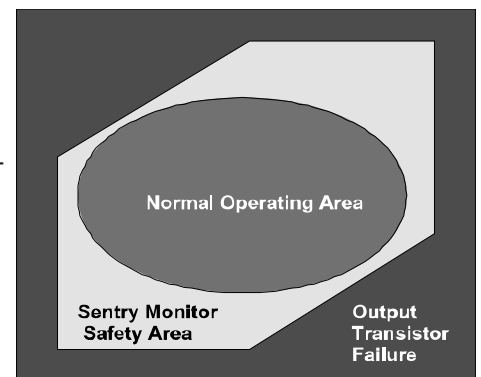 Normal Operating Area
Sentry Monitor
Safety Area
Output
Transistor
Failure